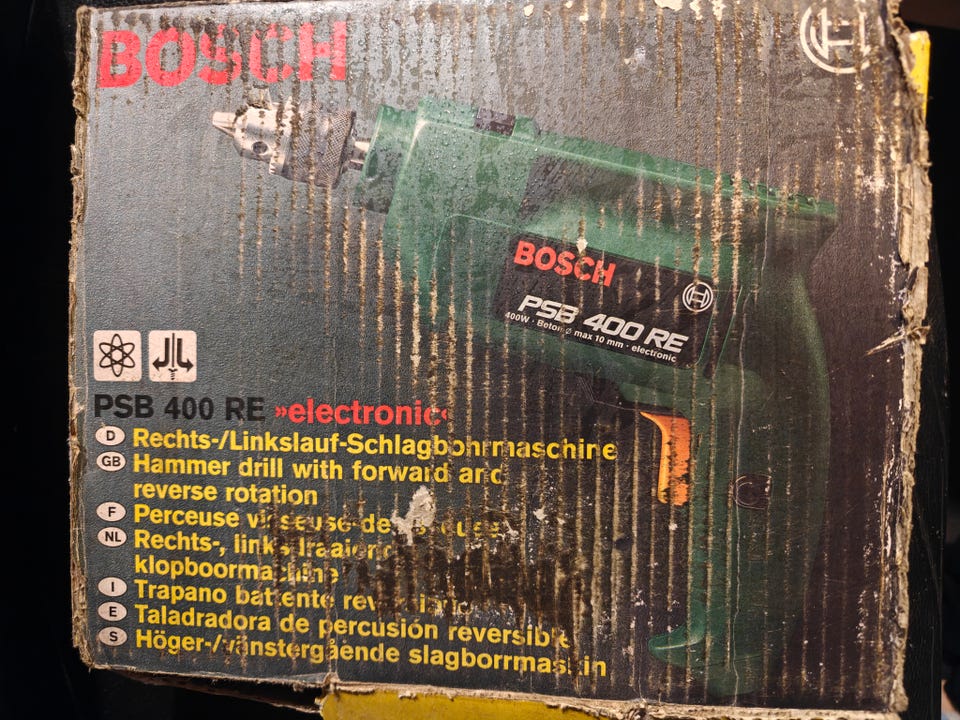 BOSCH
BOSCH
PSB 400 RE
400W · Beton ø max 10 mm · electronic
PSB 400 RE »electronic«
D Rechts-/Linkslauf-Schlagbohrmaschine
GB Hammer drill with forward and
reverse rotation
F Perceuse
NL Rechts-, links
klopboormachine
I Trapano battente
E Taladradora de percusión reversible
S Höger-/vänstergående slagborrmaskin